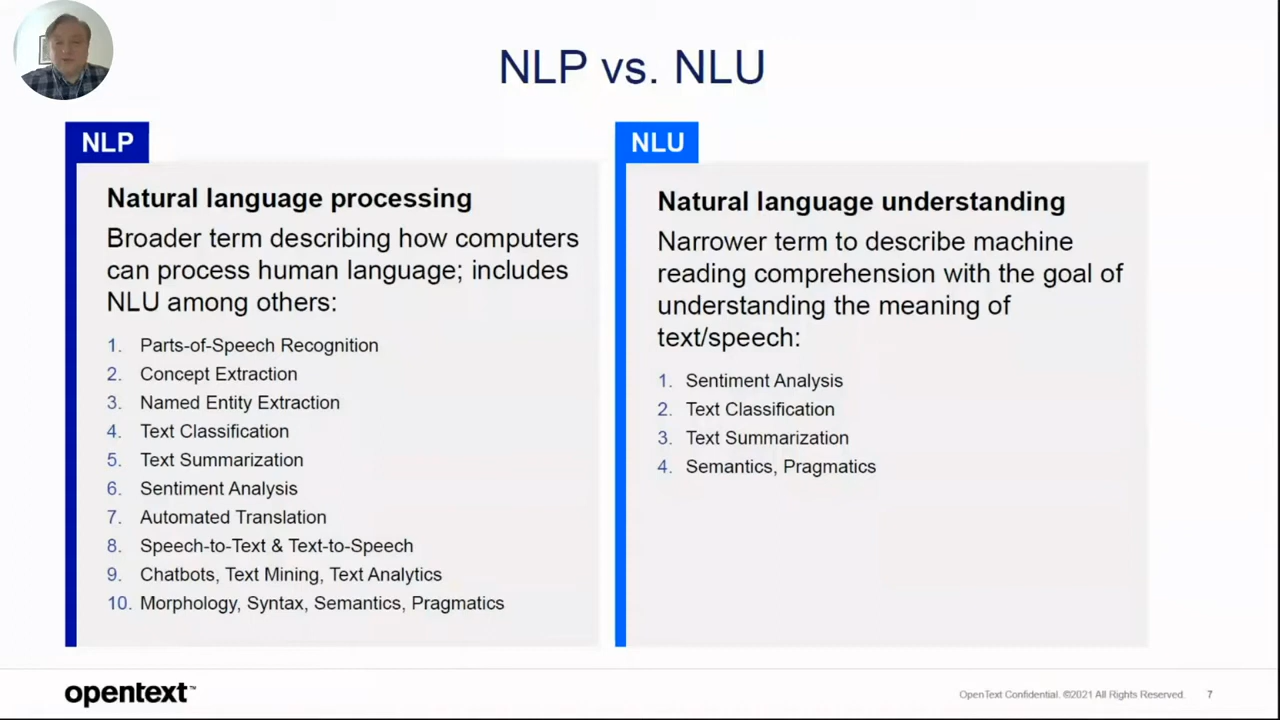 NLP vs. NLU
NLP
Natural language processing
Broader term describing how computers
can process human language; includes
NLU among others:
1. Parts-of-Speech Recognition
2. Concept Extraction
3. Named Entity Extraction
4. Text Classification
5. Text Summarization
6. Sentiment Analysis
7. Automated Translation
8. Speech-to-Text & Text-to-Speech
9. Chatbots, Text Mining, Text Analytics
10. Morphology, Syntax, Semantics, Pragmatics
NLU
Natural language understanding
Narrower term to describe machine
reading comprehension with the goal of
understanding the meaning of
text/speech:
1. Sentiment Analysis
2. Text Classification
3. Text Summarization
4. Semantics, Pragmatics
opentext™
OpenText Confidential. ©2021 All Rights Reserved. 7